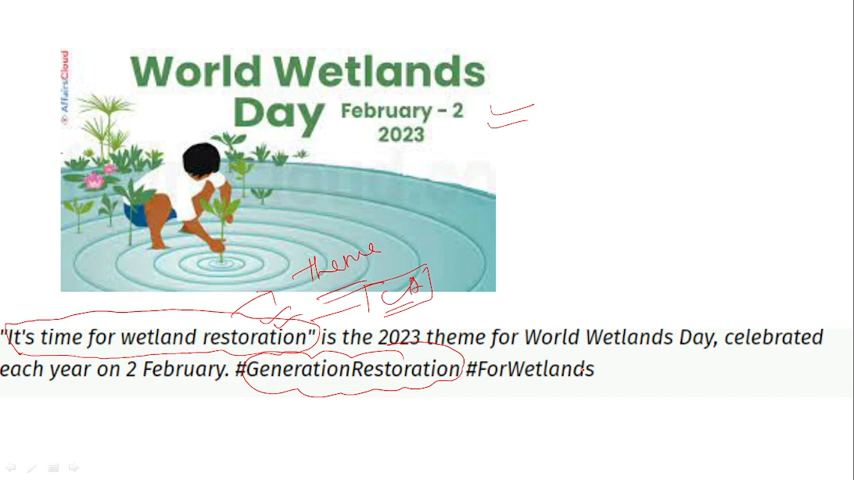 AffairsCloud
World Wetlands
Day February - 2
2023
theme
"It's time for wetland restoration" is the 2023 theme for World Wetlands Day, celebrated
each year on 2 February. #GenerationRestoration #ForWetlands